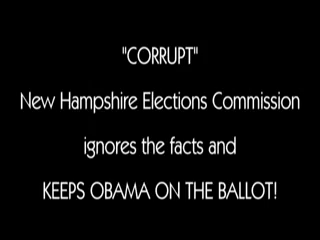 "CORRUPT"
New Hampshire Elections Commission
ignores the facts and
KEEPS OBAMA ON THE BALLOT!